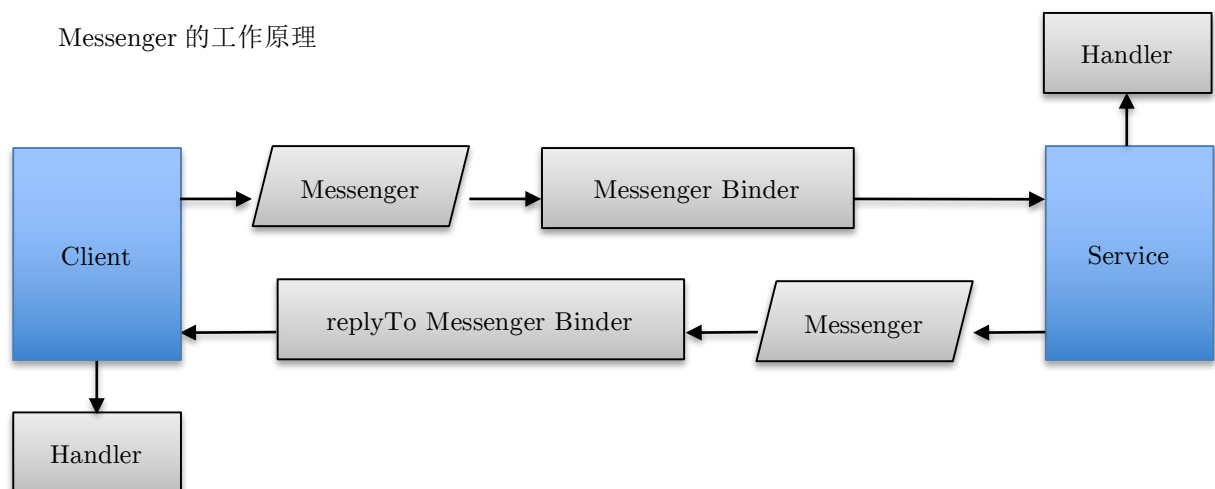 Messenger 的工作原理
Handler
Messenger
Messenger Binder
Client
Service
replyTo Messenger Binder
Messenger
Handler